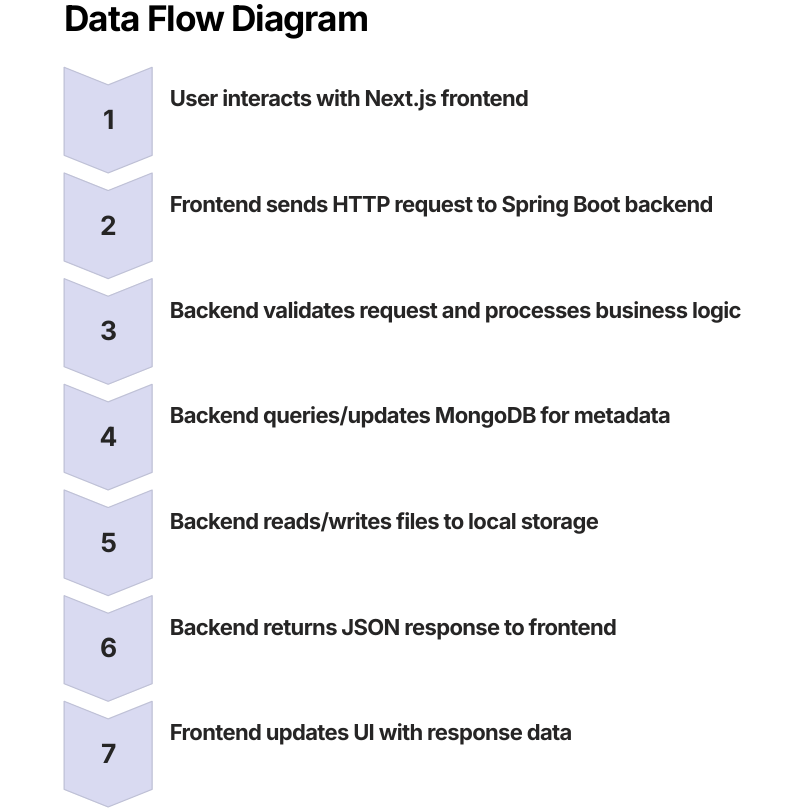 Data Flow Diagram
1
User interacts with Next.js frontend
2
Frontend sends HTTP request to Spring Boot backend
3
Backend validates request and processes business logic
4
Backend queries/updates MongoDB for metadata
5
Backend reads/writes files to local storage
6
Backend returns JSON response to frontend
7
Frontend updates UI with response data